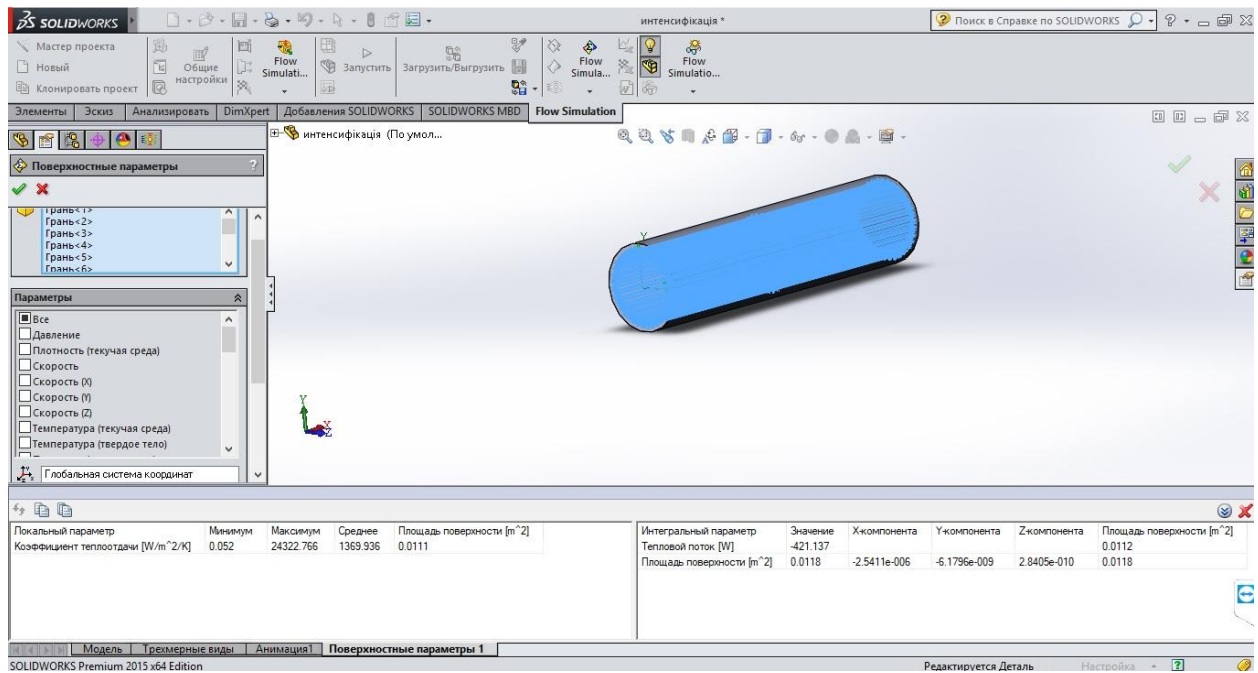 SOLIDWORKS
интенсифікація *
Поиск в Справке по SOLIDWORKS
Мастер проекта
Новый
Клонировать проект
Общие настройки
Flow Simulati...
Запустить
Загрузить/Выгрузить
Flow Simula...
Flow Simulatio...
Элементы Эскиз Анализировать DimXpert Добавления SOLIDWORKS SOLIDWORKS MBD Flow Simulation
интенсифікація (По умол...
Поверхностные параметры ?
Грань<1>
Грань<2>
Грань<3>
Грань<4>
Грань<5>
Грань<6>
Параметры
Все
Давление
Плотность (текучая среда)
Скорость
Скорость (X)
Скорость (Y)
Скорость (Z)
Температура (текучая среда)
Температура (твердое тело)
Глобальная система координат
Y
Y
X
Z
Локальный параметр Минимум Максимум Среднее Площадь поверхности [m^2]
Коэффициент теплоотдачи [W/m^2/K] 0.052 24322.766 1369.936 0.0111
Интегральный параметр Значение X-компонента Y-компонента Z-компонента Площадь поверхности [m^2]
Тепловой поток [W] -421.137 0.0112
Площадь поверхности [m^2] 0.0118 -2.5411e-006 -6.1796e-009 2.8405e-010 0.0118
Модель Трехмерные виды Анимация1 Поверхностные параметры 1
SOLIDWORKS Premium 2015 x64 Edition
Редактируется Деталь Настройка